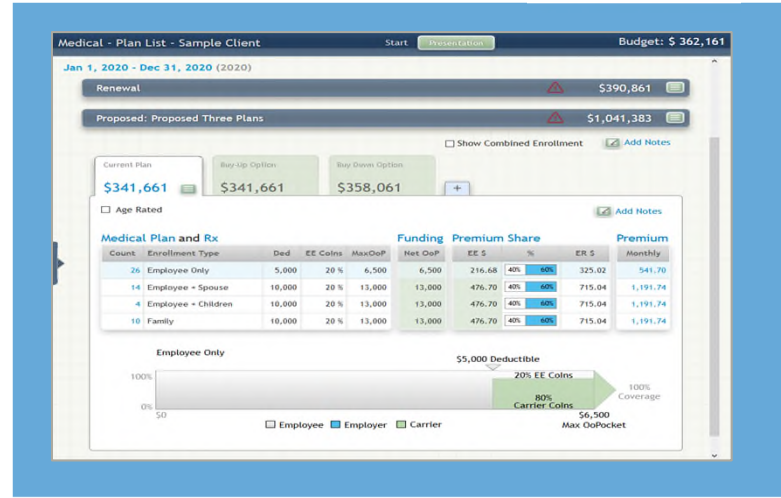 Medical - Plan List - Sample Client Start Presentation Budget: $ 362,161
Jan 1, 2020 - Dec 31, 2020 (2020)
Renewal $390,861
Proposed: Proposed Three Plans $1,041,383
Show Combined Enrollment Add Notes
Current Plan Buy-Up Option Buy Down Option
$341,661 $341,661 $358,061 +
Age Rated Add Notes
Medical Plan and Rx Funding Premium Share Premium
Count Enrollment Type Ded EE Coins MaxOoP Net OoP EE $ % ER $ Monthly
26 Employee Only 5,000 20 % 6,500 6,500 216.68 40% 60% 325.02 541.70
14 Employee + Spouse 10,000 20 % 13,000 13,000 476.70 40% 60% 715.04 1,191.74
4 Employee + Children 10,000 20 % 13,000 13,000 476.70 40% 60% 715.04 1,191.74
10 Family 10,000 20 % 13,000 13,000 476.70 40% 60% 715.04 1,191.74
Employee Only
$5,000 Deductible
100% 20% EE Coins
100%
80% Coverage
0% Carrier Coins
$0 $6,500
Employee Employer Carrier Max OoPocket